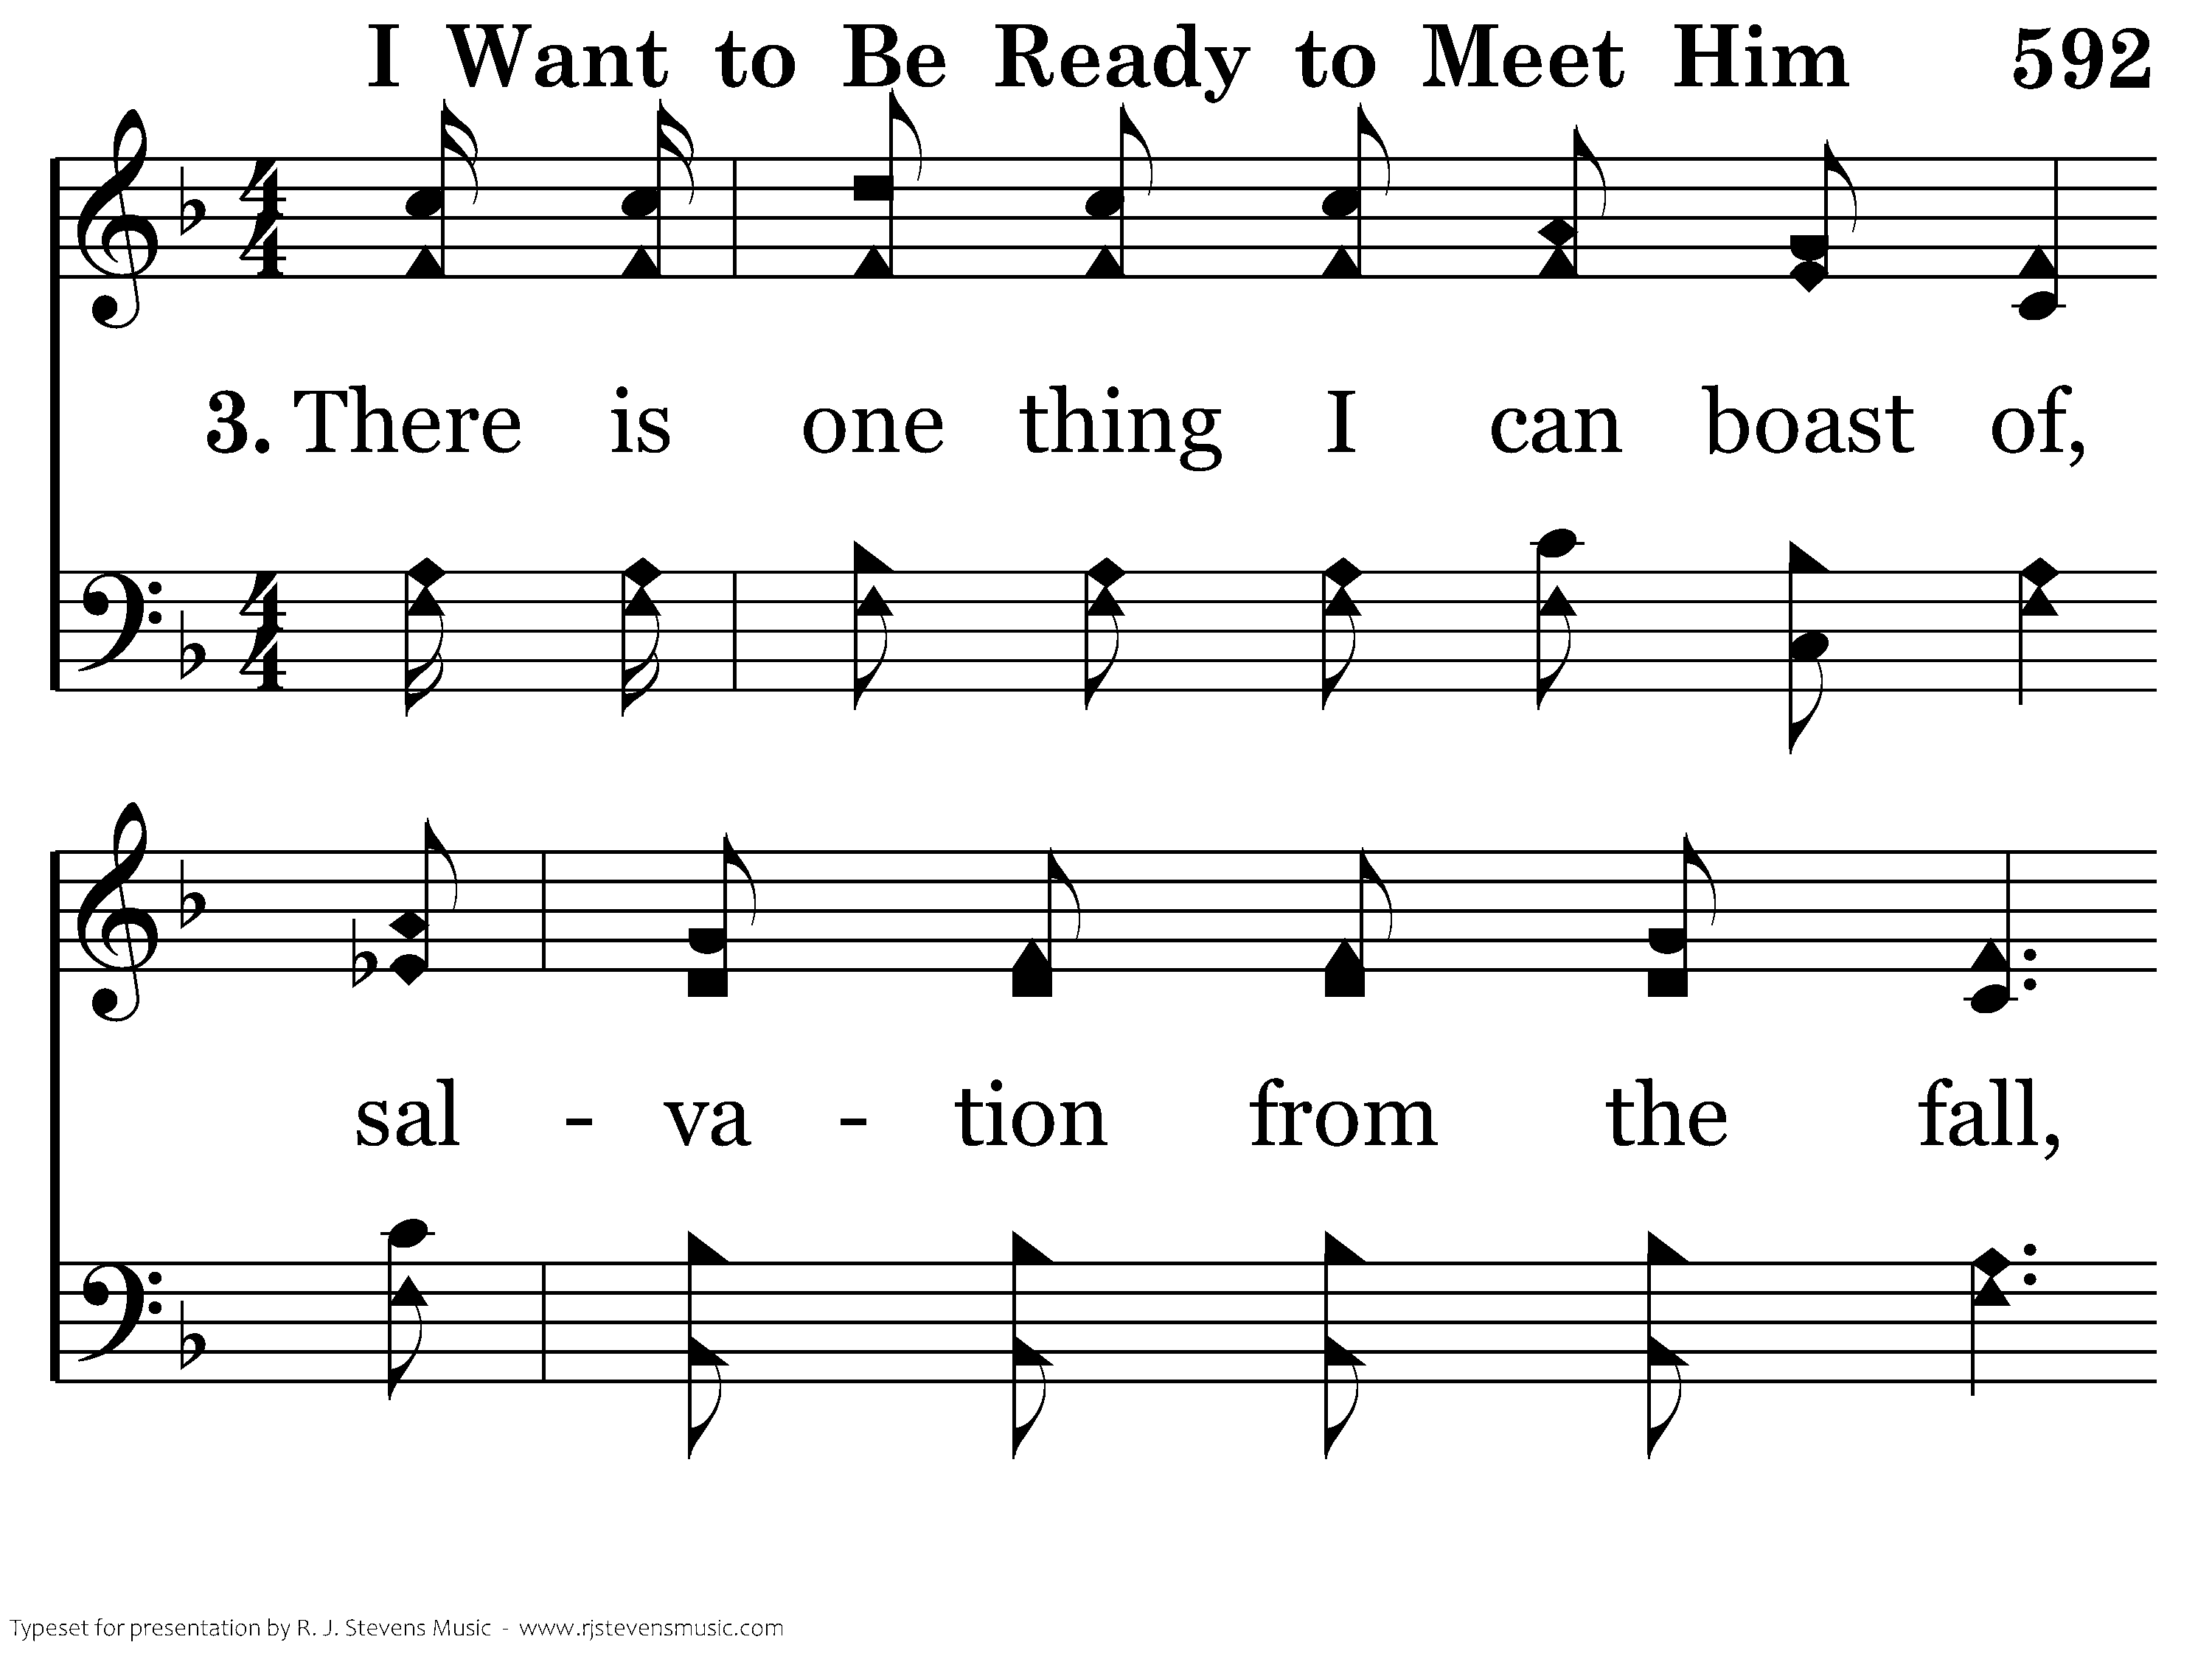 I Want to Be Ready to Meet Him 592
3. There is one thing I can boast of,
sal - va - tion from the fall,
Typeset for presentation by R. J. Stevens Music - www.rjstevensmusic.com